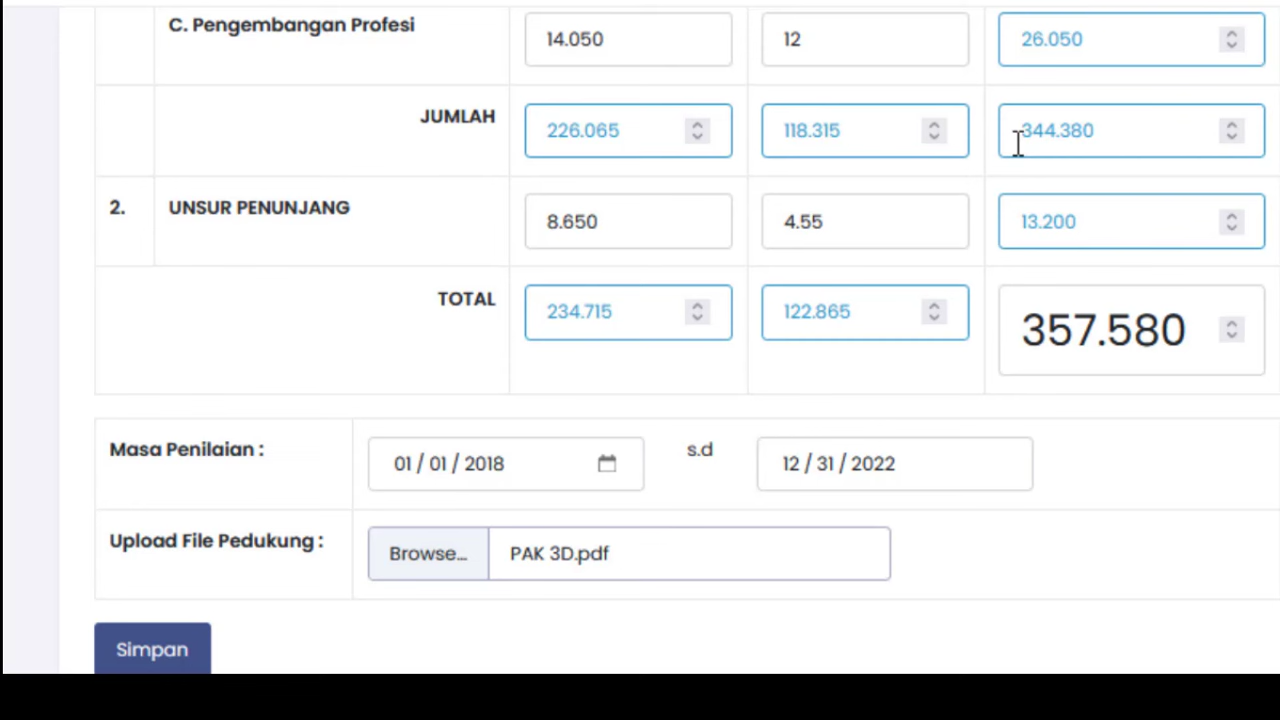 C. Pengembangan Profesi 14.050 12 26.050
JUMLAH 226.065 118.315 344.380
2. UNSUR PENUNJANG 8.650 4.55 13.200
TOTAL 234.715 122.865 357.580
Masa Penilaian : 01 / 01 / 2018 s.d 12 / 31 / 2022
Upload File Pedukung : Browse... PAK 3D.pdf
Simpan